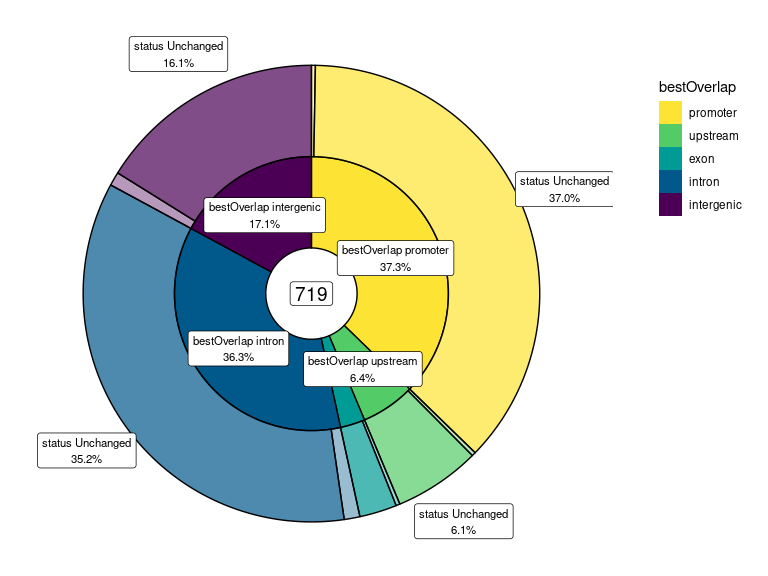 status Unchanged
16.1%
bestOverlap
promoter
upstream
exon
intron
intergenic
status Unchanged
37.0%
bestOverlap intergenic
17.1%
bestOverlap promoter
37.3%
719
bestOverlap intron
36.3%
bestOverlap upstream
6.4%
status Unchanged
35.2%
status Unchanged
6.1%